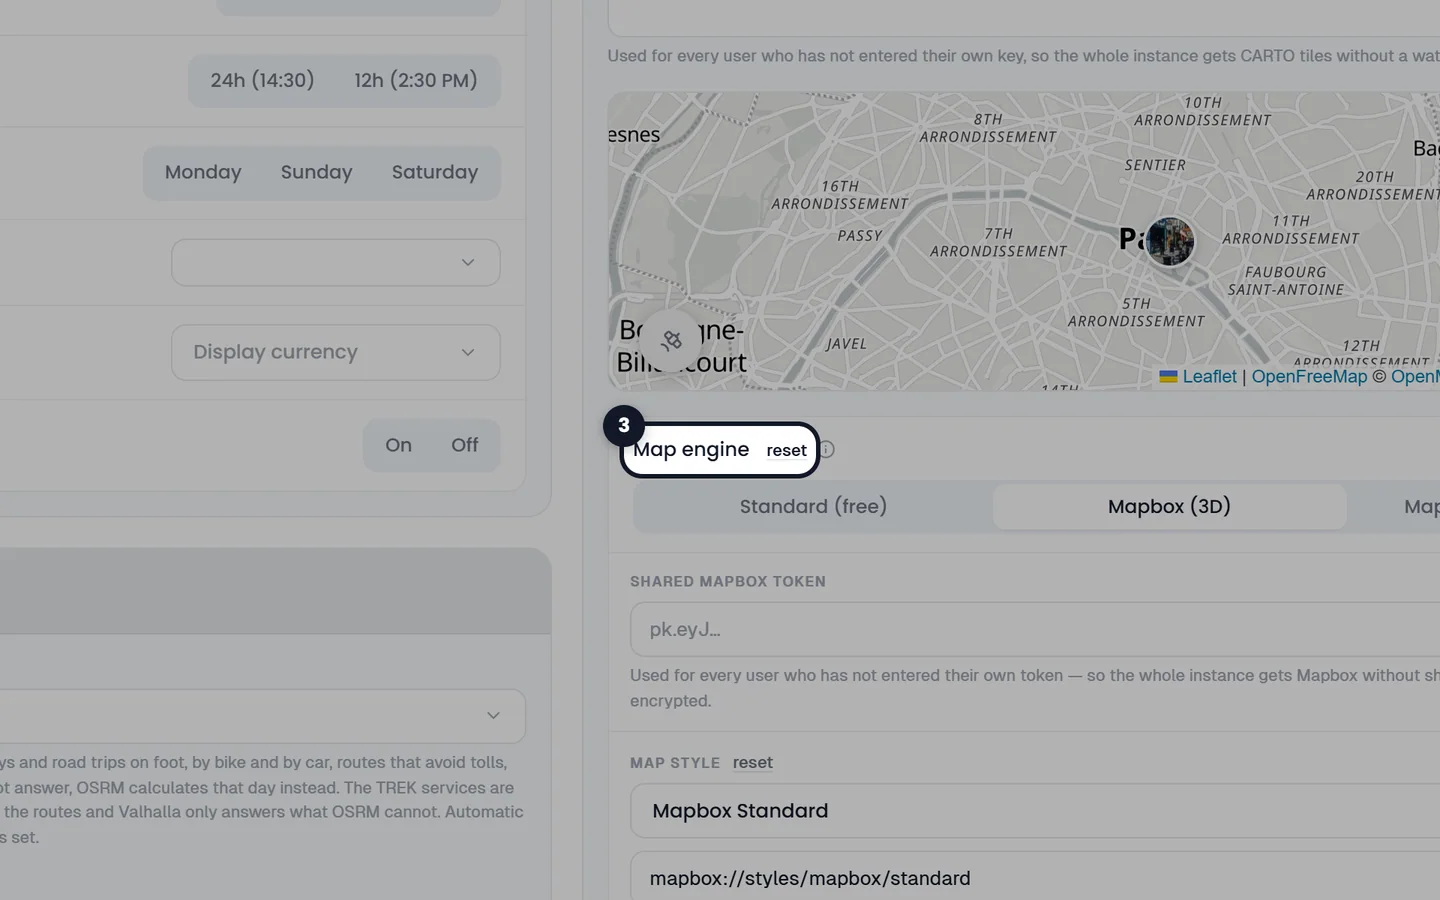 24h (14:30) 12h (2:30 PM)
Monday Sunday Saturday
Display currency
On Off
ys and road trips on foot, by bike and by car, routes that avoid tolls,
ot answer, OSRM calculates that day instead. The TREK services are
the routes and Valhalla only answers what OSRM cannot. Automatic
s set.
Used for every user who has not entered their own key, so the whole instance gets CARTO tiles without a wat
10TH
ARRONDISSEMENT
8TH
ARRONDISSEMENT
esnes
SENTIER
Bag
20TH
ARRONDISSEMENT
16TH
ARRONDISSEMENT
11TH
ARRONDISSEMENT
PASSY
7TH
ARRONDISSEMENT
Pa
FAUBOURG
SAINT-ANTOINE
5TH
ARRONDISSEMENT
JAVEL
12TH
ARRONDISSEMENT
14TH
Leaflet | OpenFreeMap © OpenM
3
Map engine reset
Standard (free) Mapbox (3D) Map
SHARED MAPBOX TOKEN
pk.eyJ...
Used for every user who has not entered their own token — so the whole instance gets Mapbox without sh
encrypted.
MAP STYLE reset
Mapbox Standard
mapbox://styles/mapbox/standard